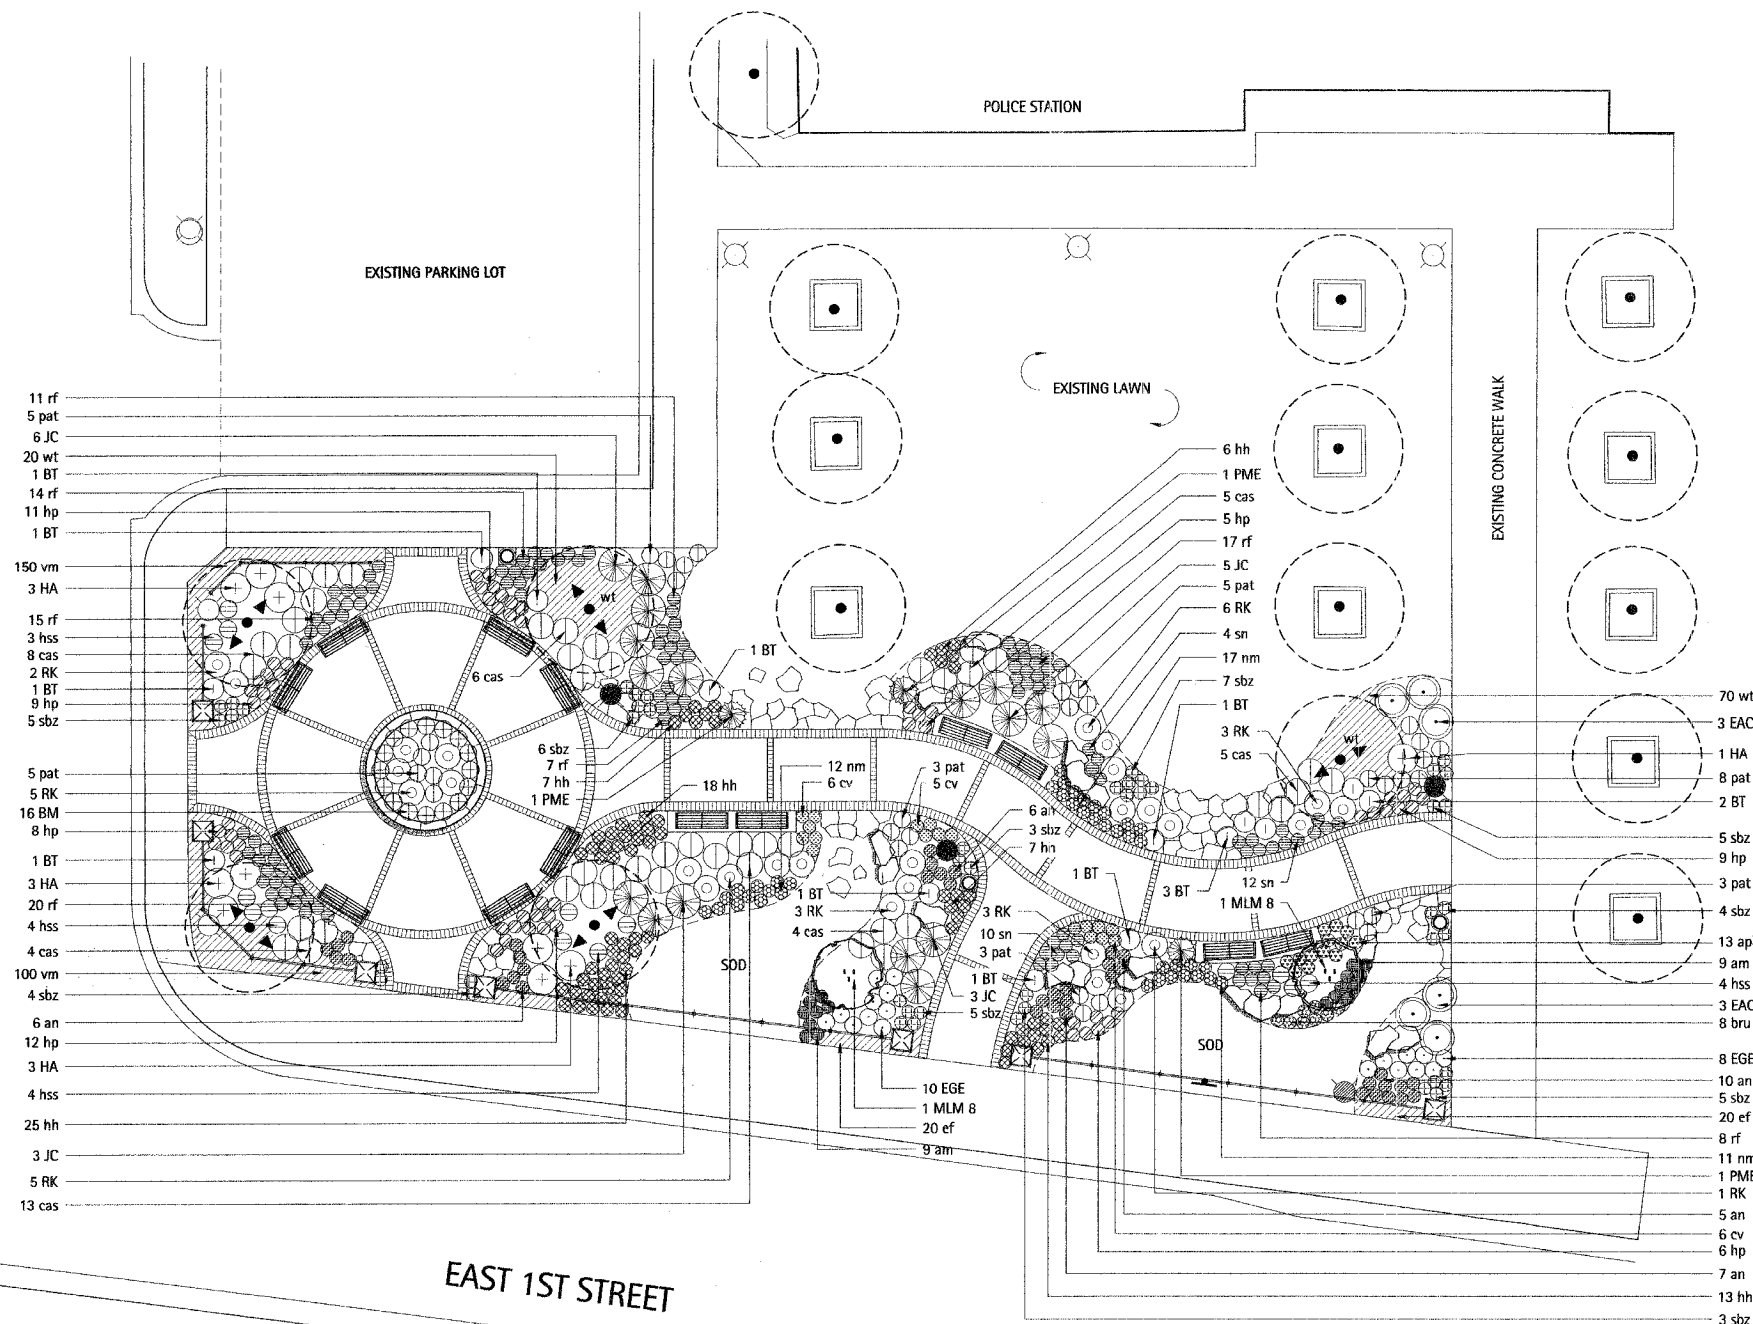 POLICE STATION
EXISTING PARKING LOT
EXISTING LAWN
EXISTING CONCRETE WALK
11 rf
5 pat
6 JC
20 wt
1 BT
14 rf
11 hp
1 BT
150 vm
3 HA
15 rf
3 hss
8 cas
2 RK
1 BT
9 hp
5 sbz
5 pat
5 RK
16 BM
8 hp
1 BT
3 HA
20 rf
4 hss
4 cas
100 vm
4 sbz
6 an
12 hp
3 HA
4 hss
25 hh
3 JC
5 RK
13 cas
wt
6 cas
1 BT
6 sbz
7 rf
7 hh
1 PME
18 hh
12 nm
6 cv
3 pat
5 cv
6 an
3 sbz
7 hh
1 BT
3 RK
4 cas
SOD
3 RK
10 sn
3 pat
1 BT
3 JC
5 sbz
10 EGE
1 MLM 8
20 ef
9 am
6 hh
1 PME
5 cas
5 hp
17 rf
5 JC
5 pat
6 RK
4 sn
17 nm
7 sbz
1 BT
3 RK
5 cas
wt
1 BT
3 BT
12 sn
1 MLM 8
SOD
70 wt
3 EAC
1 HA
8 pat
2 BT
5 sbz
9 hp
3 pat
4 sbz
13 ap
9 am
4 hss
3 EAC
8 bru
8 EGE
10 an
5 sbz
20 ef
8 rf
11 nm
1 PME
1 RK
5 an
6 cv
6 hp
7 an
13 hh
3 sbz
EAST 1ST STREET